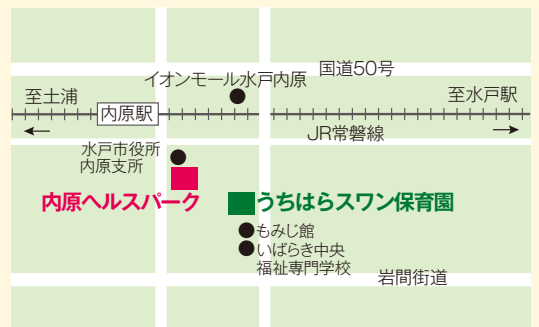 国道50号
イオンモール水戸内原
至土浦
至水戸駅
内原駅
JR常磐線
水戸市役所
内原支所
内原ヘルスパーク
うちはらスワン保育園
もみじ館
いばらき中央
福祉専門学校
岩間街道